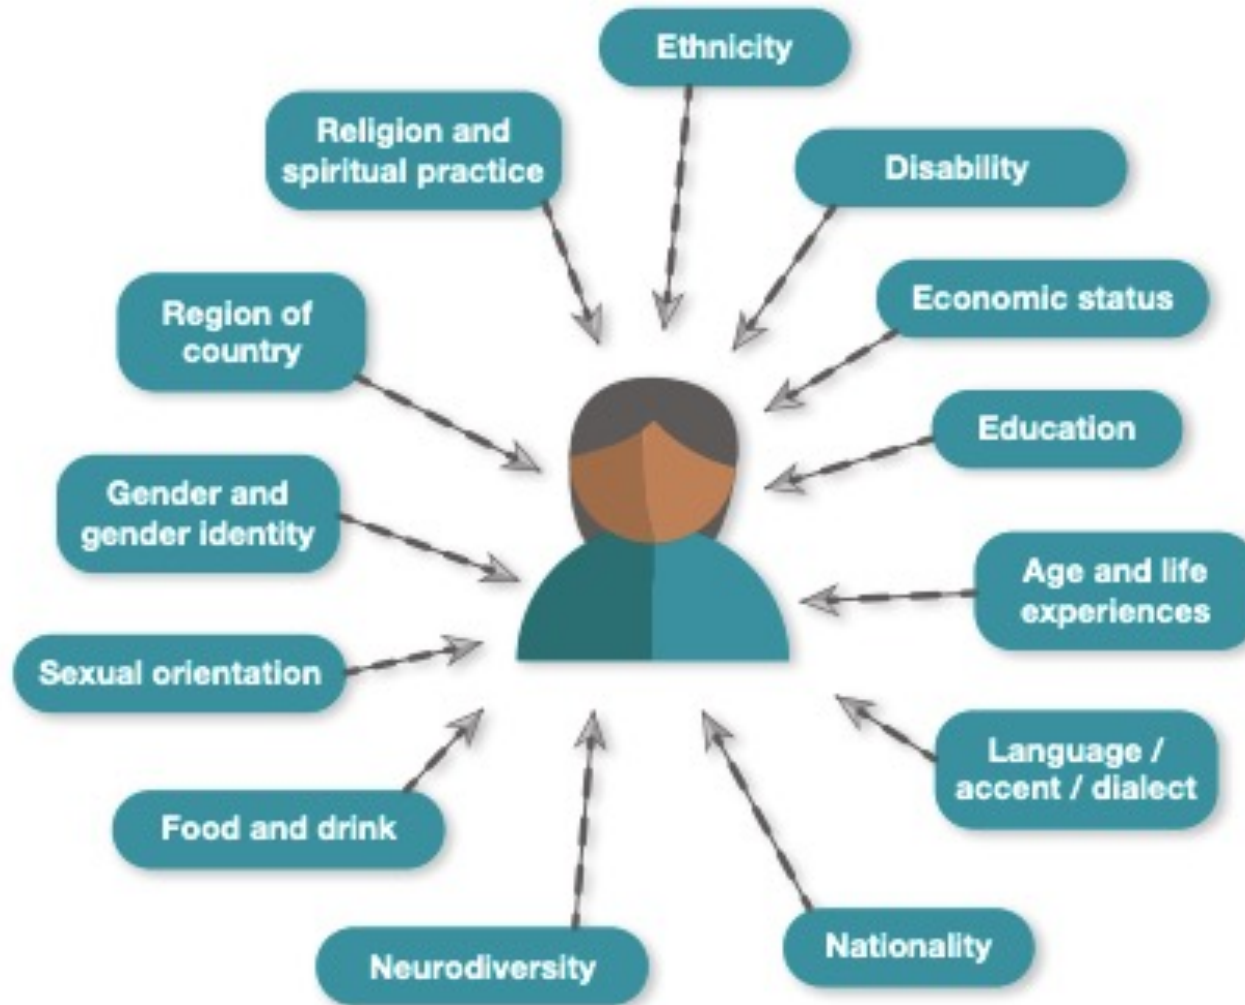 Ethnicity
Religion and
spiritual practice
Disability
Economic status
Region of
country
Education
Gender and
gender identity
Age and life
experiences
Sexual orientation
Language /
accent / dialect
Food and drink
Nationality
Neurodiversity